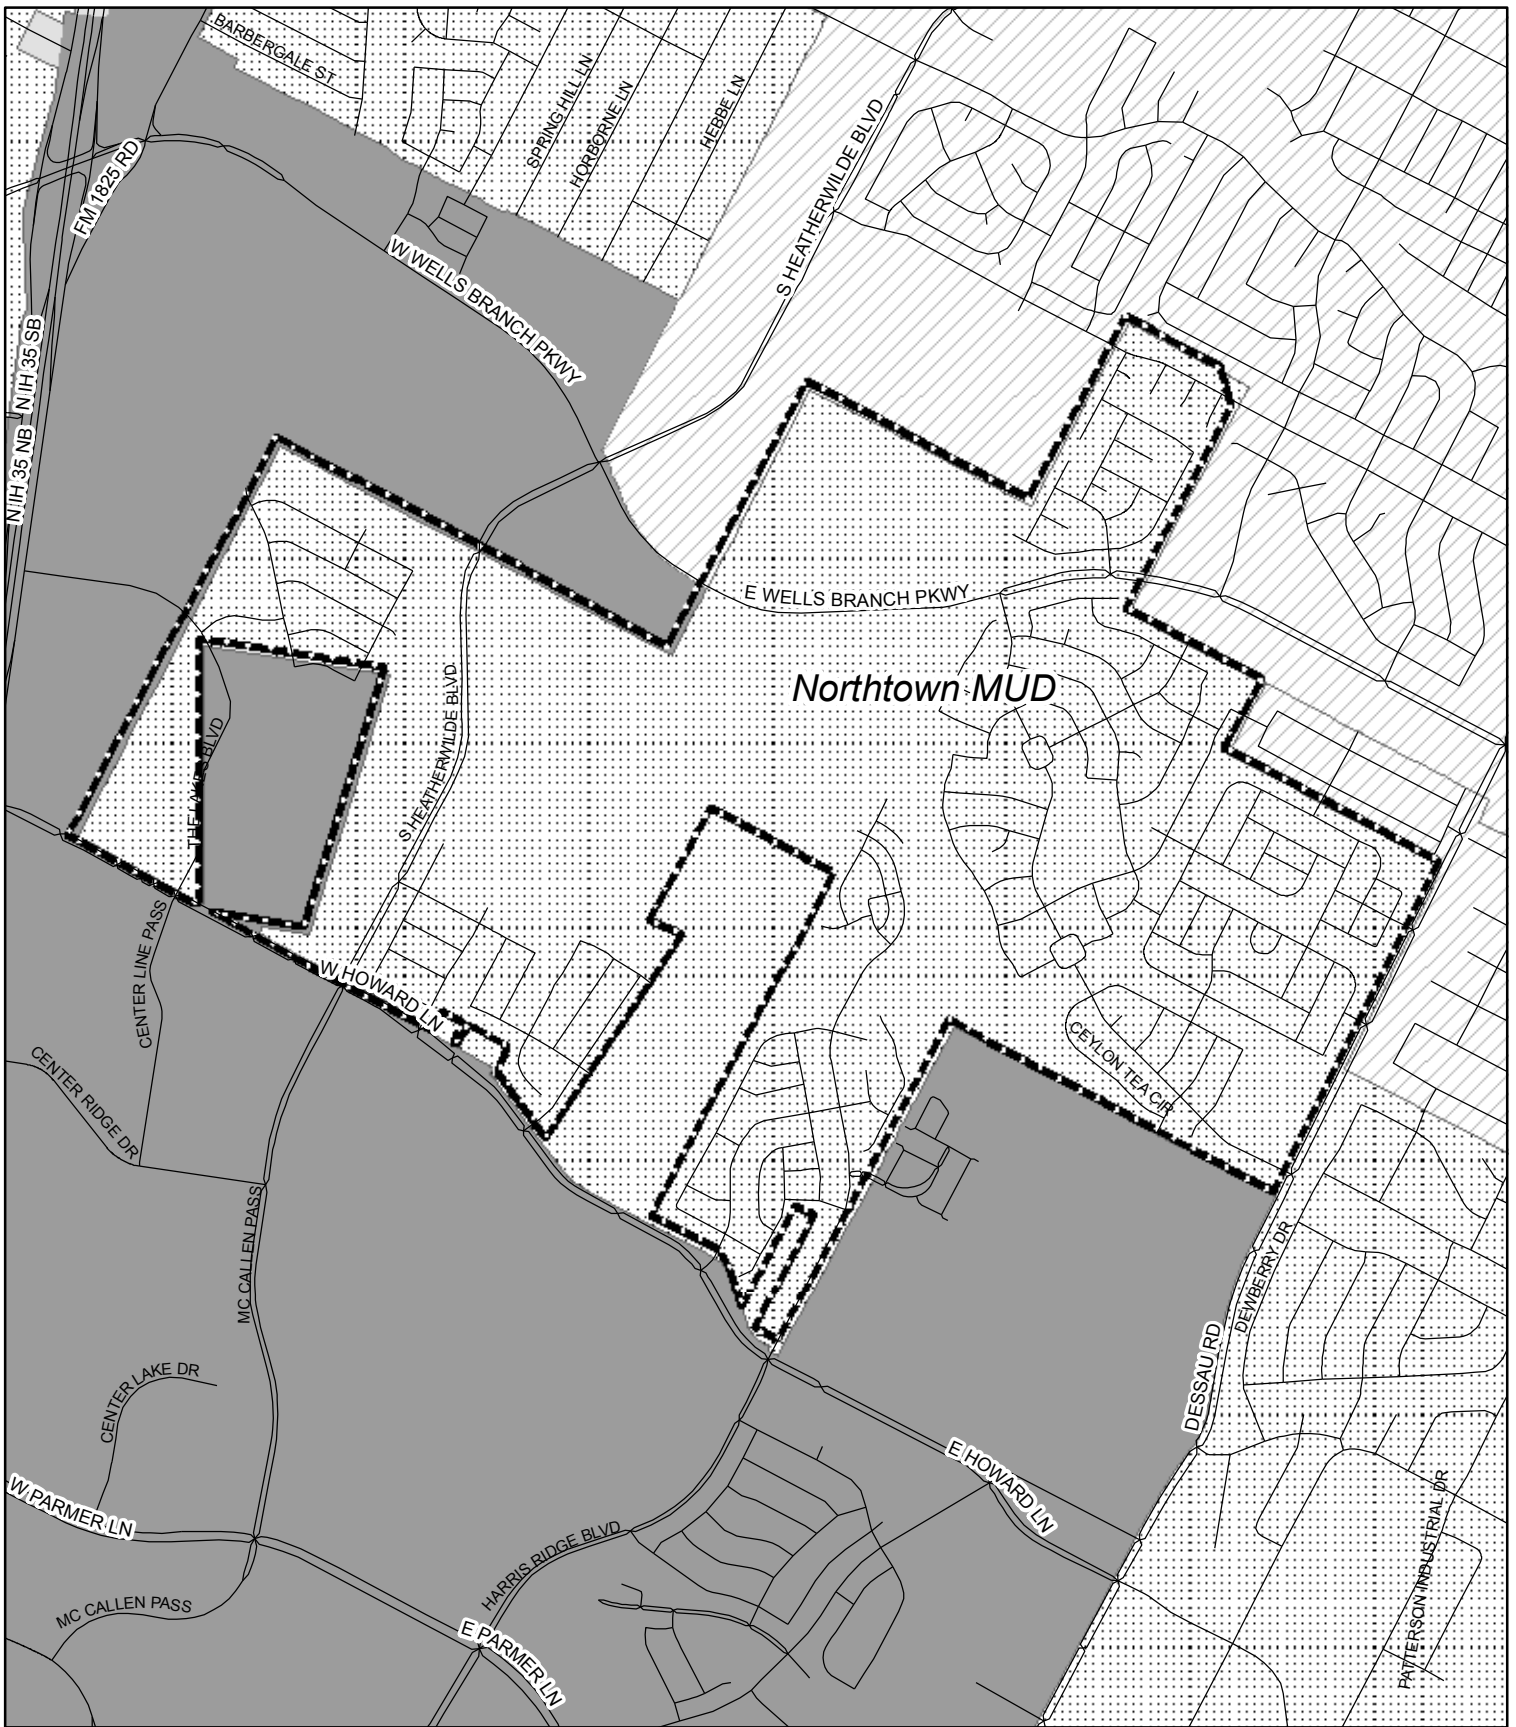 BARBERGALE ST
SPRING HILL LN
HORBORNE LN
HEBBE LN
S HEATHERWILDE BLVD
FM 1825 RD
W WELLS BRANCH PKWY
N IH 35 SB
N IH 35 NB
E WELLS BRANCH PKWY
Northtown MUD
S HEATHERWILDE BLVD
THE LAKES BLVD
CENTER LINE PASS
W HOWARD LN
CENTER RIDGE DR
CEYLON TEA CIR
MC CALLEN PASS
DEWBERRY DR
DESSAU RD
CENTER LAKE DR
E HOWARD LN
W PARMER LN
PATTERSON INDUSTRIAL DR
HARRIS RIDGE BLVD
MC CALLEN PASS
E PARMER LN